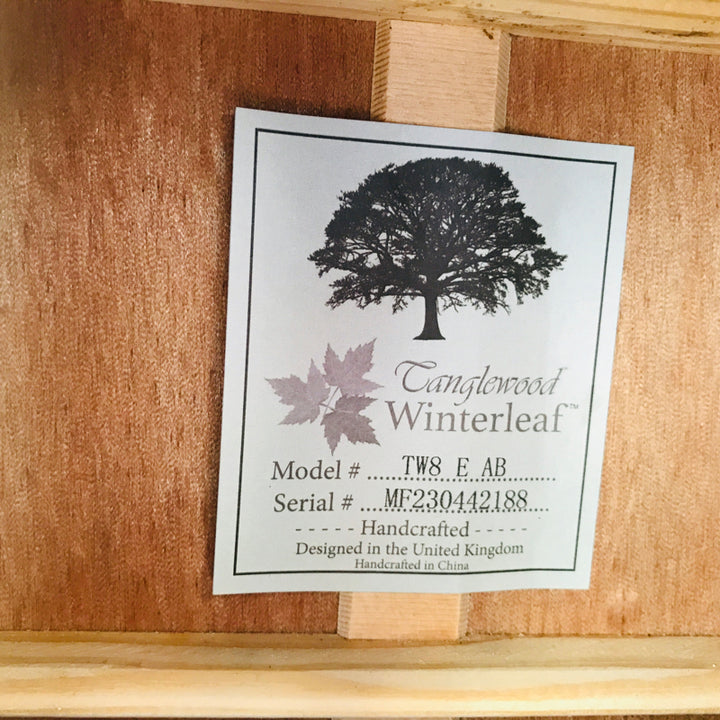 Tanglewood
Winterleaf™
Model # ........TW8 E AB...........
Serial # ....MF230442188....
- - - - - Handcrafted - - - - -
Designed in the United Kingdom
Handcrafted in China